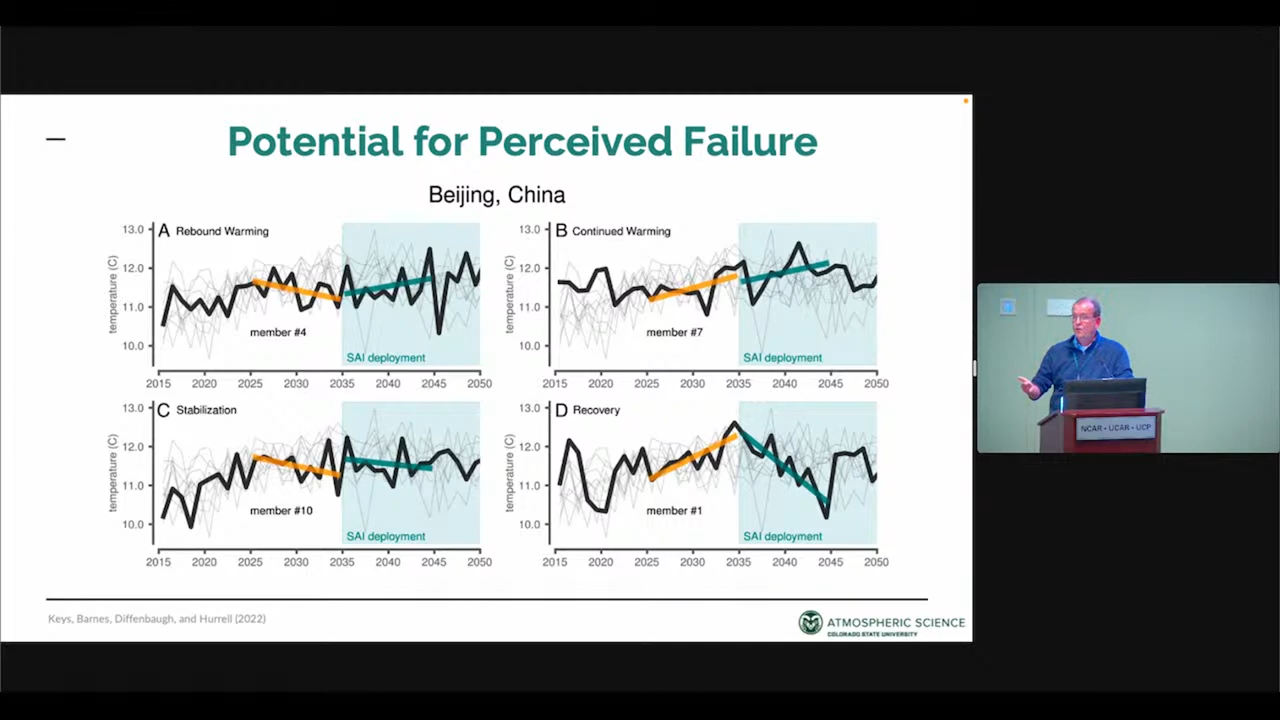 Potential for Perceived Failure
Beijing, China
A Rebound Warming
13.0
12.0
11.0
10.0
temperature (C)
member #4
SAI deployment
2015 2020 2025 2030 2035 2040 2045 2050
B Continued Warming
13.0
12.0
11.0
10.0
temperature (C)
member #7
SAI deployment
2015 2020 2025 2030 2035 2040 2045 2050
C Stabilization
13.0
12.0
11.0
10.0
temperature (C)
member #10
SAI deployment
2015 2020 2025 2030 2035 2040 2045 2050
D Recovery
13.0
12.0
11.0
10.0
temperature (C)
member #1
SAI deployment
2015 2020 2025 2030 2035 2040 2045 2050
Keys, Barnes, Diffenbaugh, and Hurrell (2022)
ATMOSPHERIC SCIENCE
COLORADO STATE UNIVERSITY
NCAR • UCAR • UCP